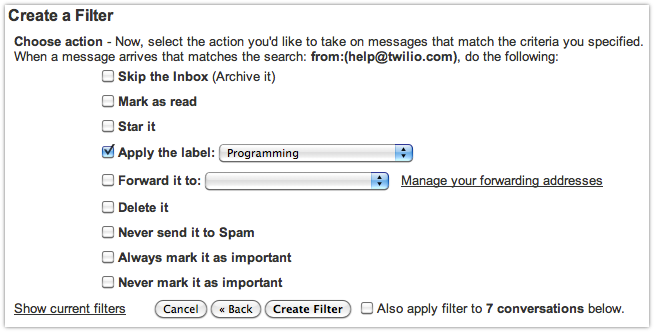 Create a Filter
Choose action - Now, select the action you'd like to take on messages that match the criteria you specified.
When a message arrives that matches the search: from:(help@twilio.com), do the following:
Skip the Inbox (Archive it)
Mark as read
Star it
Apply the label: Programming
Forward it to: Manage your forwarding addresses
Delete it
Never send it to Spam
Always mark it as important
Never mark it as important
Show current filters Cancel « Back Create Filter Also apply filter to 7 conversations below.